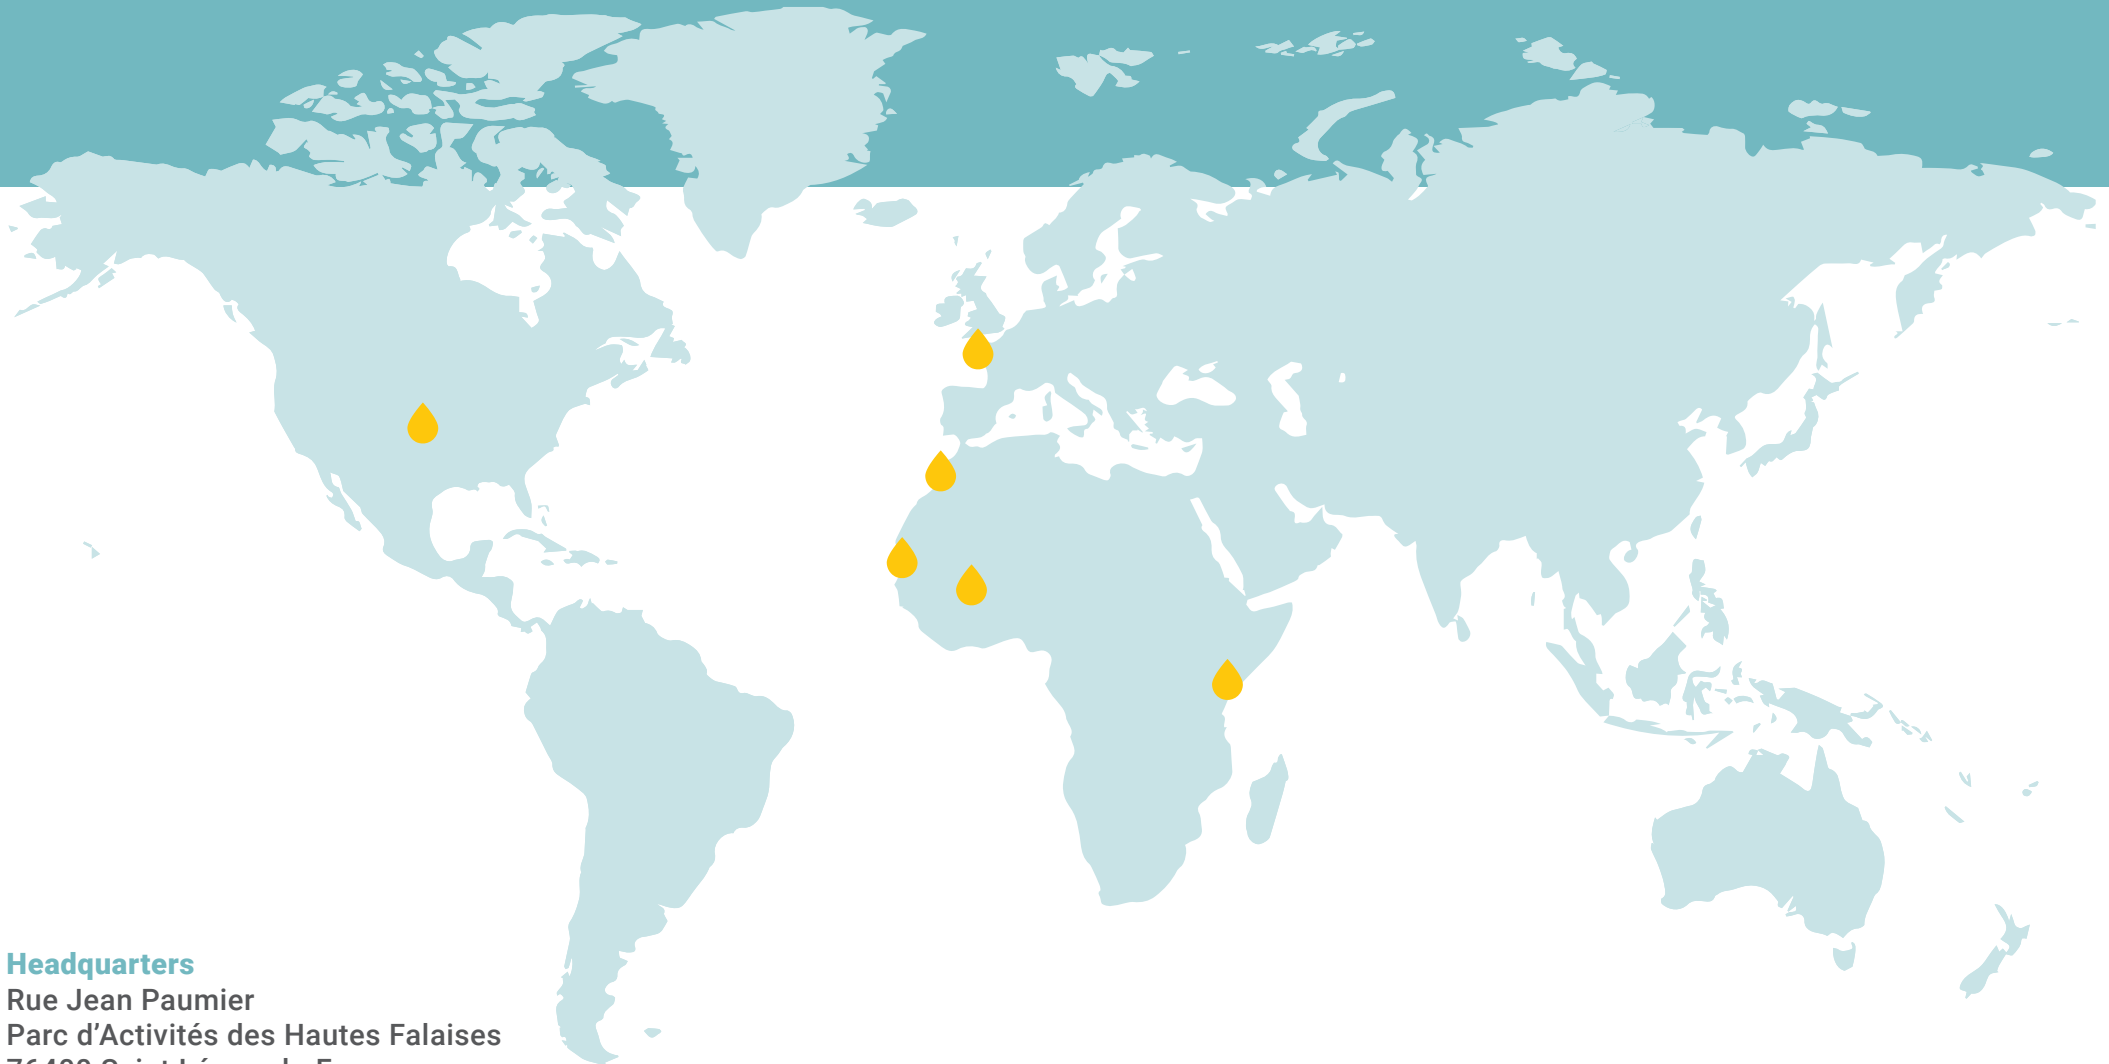 Headquarters
Rue Jean Paumier
Parc d’Activités des Hautes Falaises